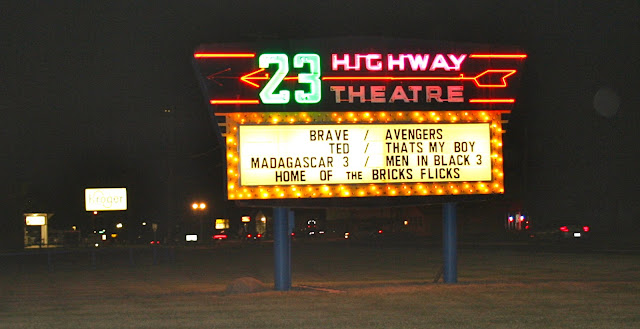 23 HIGHWAY
THEATRE
BRAVE / AVENGERS
TED / THATS MY BOY
MADAGASCAR 3 / MEN IN BLACK 3
HOME OF THE BRICKS FLICKS
Kroger